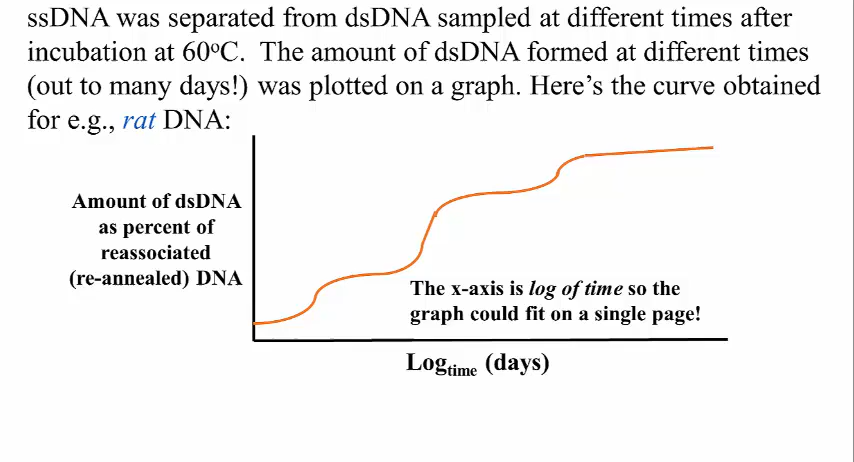 ssDNA was separated from dsDNA sampled at different times after
incubation at 60ºC.  The amount of dsDNA formed at different times
(out to many days!) was plotted on a graph. Here’s the curve obtained
for e.g., rat DNA:
Amount of dsDNA
as percent of
reassociated
(re-annealed) DNA
The x-axis is log of time so the
graph could fit on a single page!
Logtime (days)